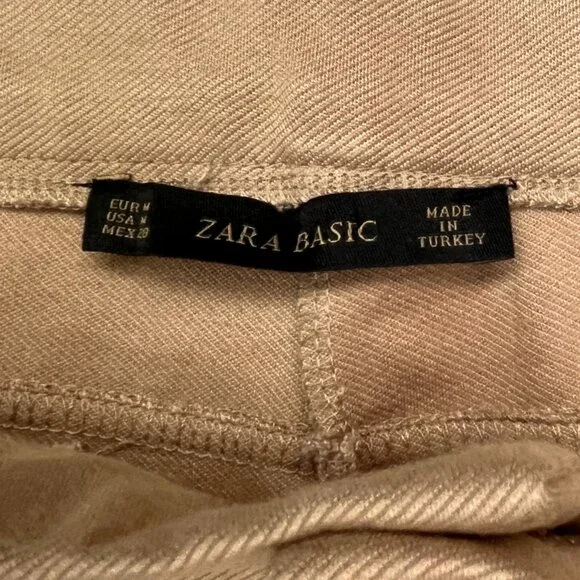 EUR M
USA M
MEX 28
ZARA BASIC
MADE
IN
TURKEY